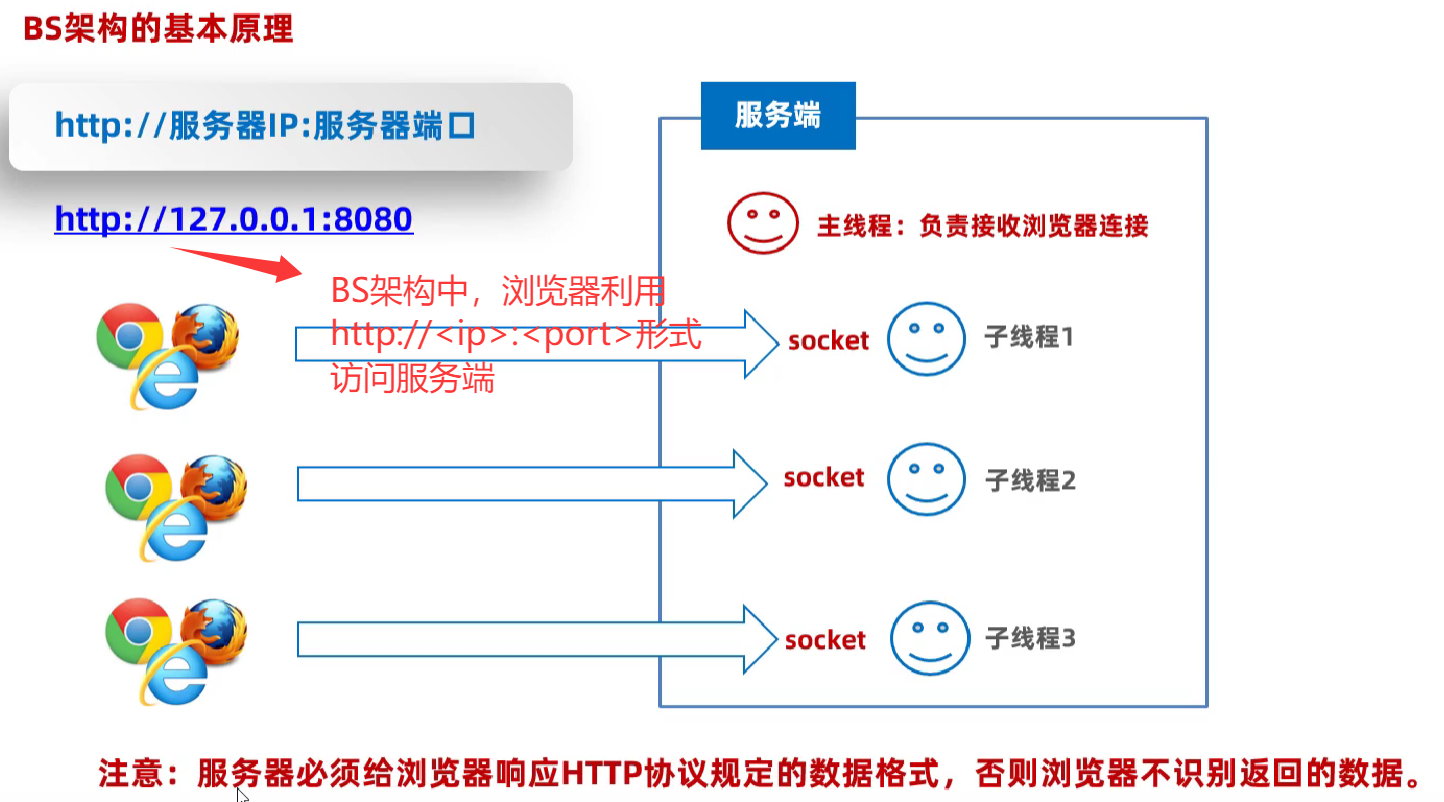 BS架构的基本原理
http://服务器IP:服务器端口
http://127.0.0.1:8080
服务端
主线程：负责接收浏览器连接
BS架构中，浏览器利用
http://<ip>:<port>形式
访问服务端
socket 子线程1
socket 子线程2
socket 子线程3
注意：服务器必须给浏览器响应HTTP协议规定的数据格式，否则浏览器不识别返回的数据。